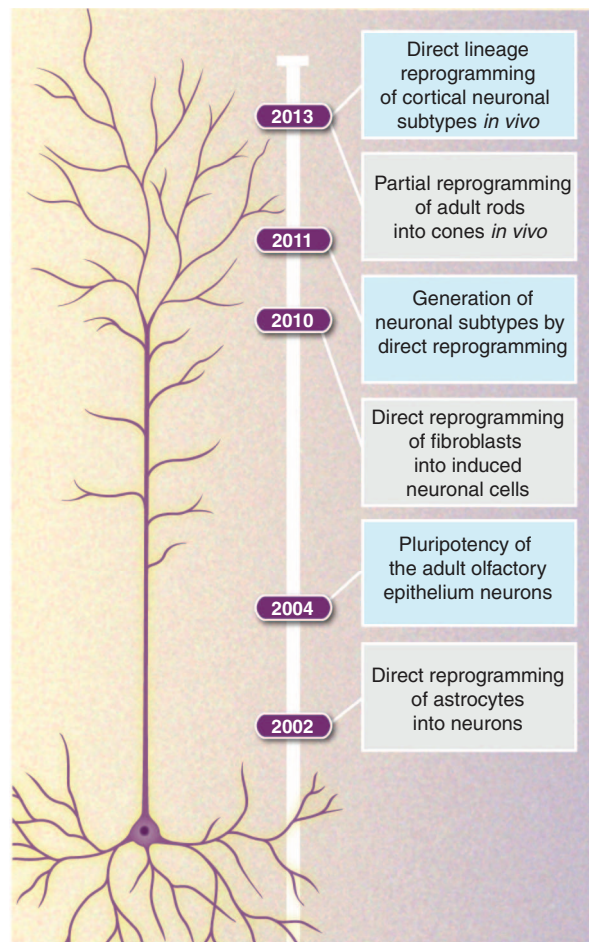 2013
Direct lineage
reprogramming
of cortical neuronal
subtypes in vivo
Partial reprogramming
of adult rods
into cones in vivo
2011
Generation of
neuronal subtypes by
direct reprogramming
2010
Direct reprogramming
of fibroblasts
into induced
neuronal cells
2004
Pluripotency of
the adult olfactory
epithelium neurons
2002
Direct reprogramming
of astrocytes
into neurons